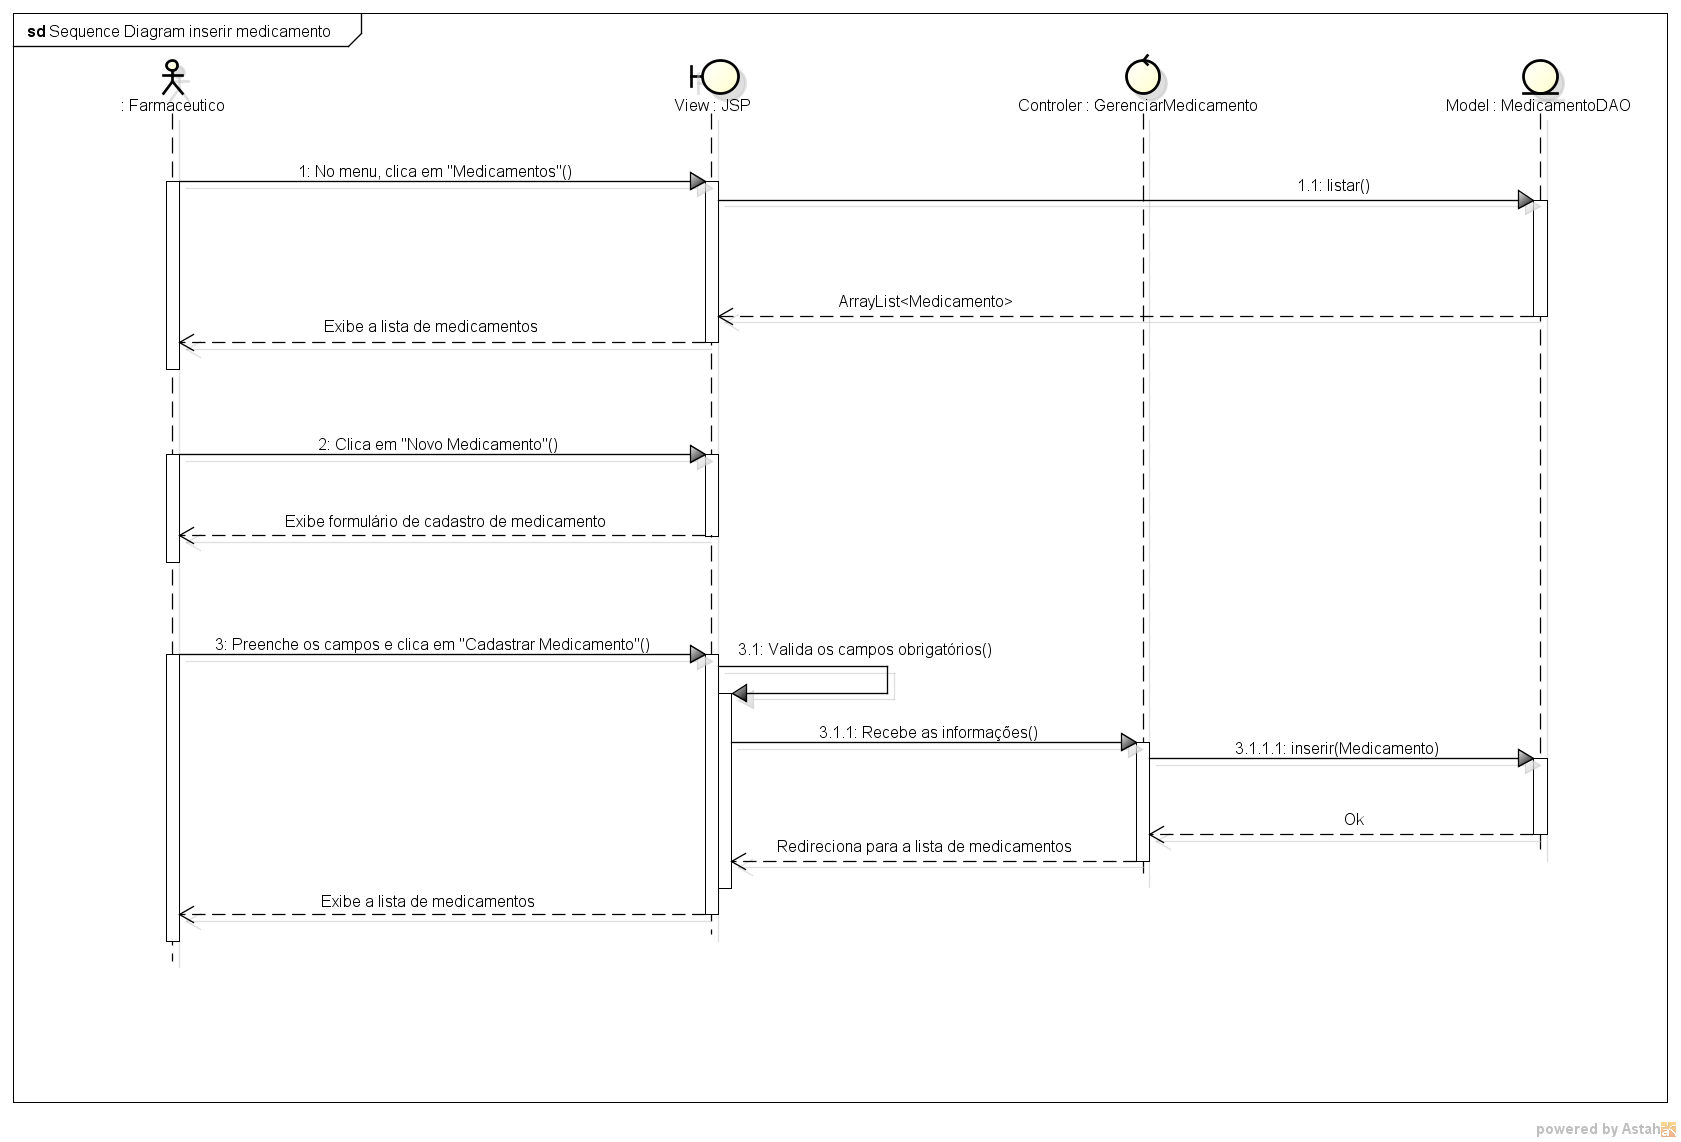 sd Sequence Diagram inserir medicamento
: Farmaceutico
View : JSP
Controler : GerenciarMedicamento
Model : MedicamentoDAO
1: No menu, clica em "Medicamentos"()
1.1: listar()
ArrayList<Medicamento>
Exibe a lista de medicamentos
2: Clica em "Novo Medicamento"()
Exibe formulário de cadastro de medicamento
3: Preenche os campos e clica em "Cadastrar Medicamento"()
3.1: Valida os campos obrigatórios()
3.1.1: Recebe as informações()
3.1.1.1: inserir(Medicamento)
Ok
Redireciona para a lista de medicamentos
Exibe a lista de medicamentos
powered by Astah